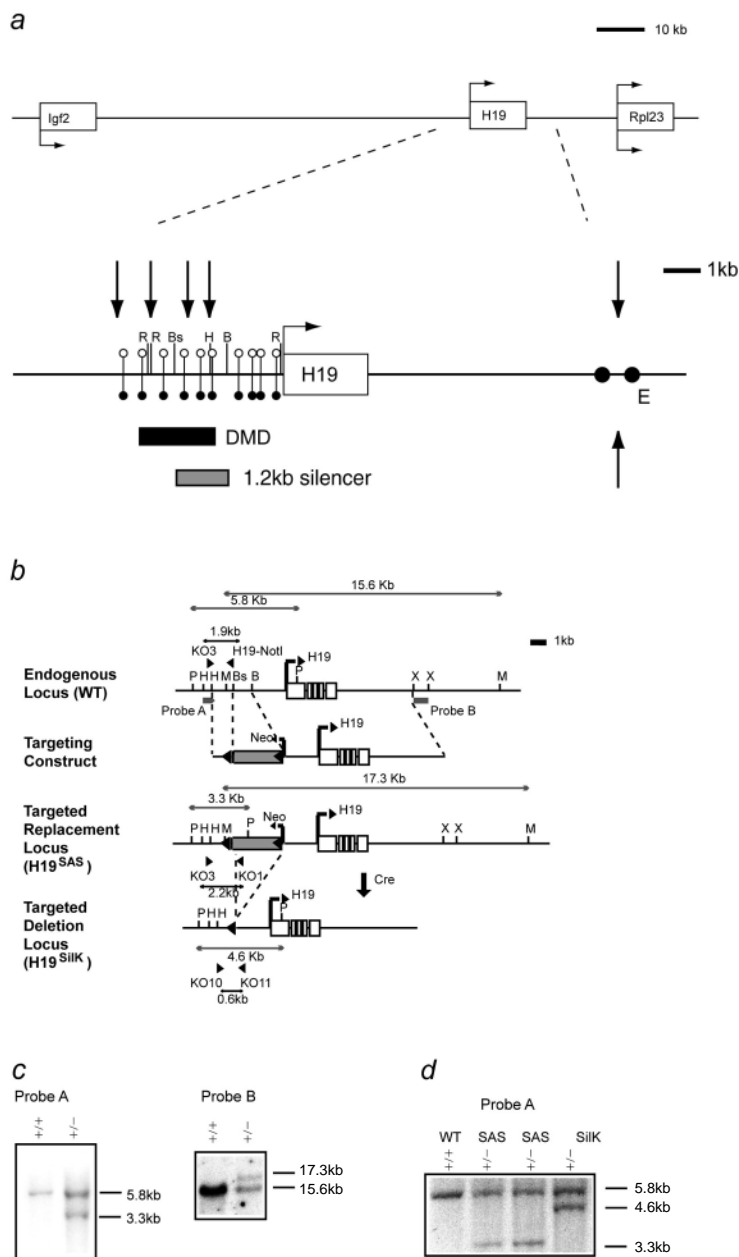 a
10 kb
Igf2
H19
Rpl23
1kb
R R Bs H B R
H19
E
DMD
1.2kb silencer
b
15.6 Kb
5.8 Kb
1kb
1.9kb
KO3 H19-NotI H19
Endogenous
Locus (WT)
P H H M Bs B P X X M
Probe A Probe B
Targeting
Construct
Neo H19
17.3 Kb
3.3 Kb
Targeted
Replacement
Locus
(H19SAS)
P H H M P Neo H19 X X M
KO3 KO1
2.2kb
Cre
Targeted
Deletion
Locus
(H19SilK)
P H H H19 P
4.6 Kb
KO10 KO11
0.6kb
c
Probe A
+/+ +/–
5.8kb
3.3kb
Probe B
+/+ +/–
17.3kb
15.6kb
d
Probe A
WT SAS SAS SilK
+/+ +/– +/– +/–
5.8kb
4.6kb
3.3kb